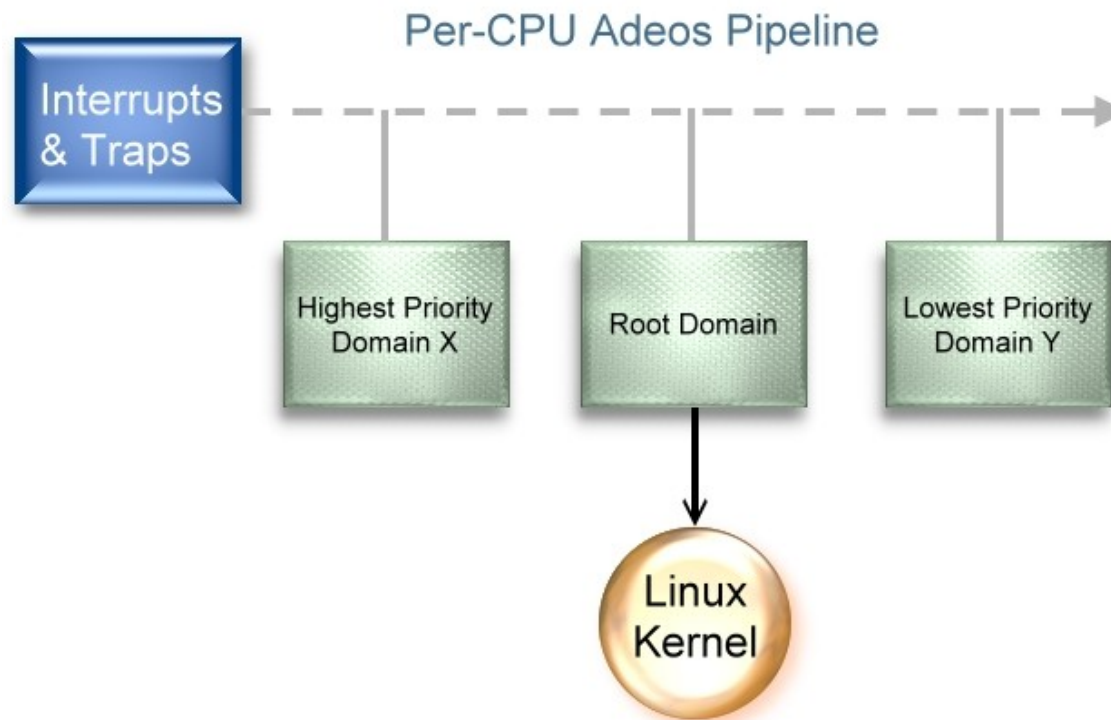 Per-CPU Adeos Pipeline
Interrupts
& Traps
Highest Priority
Domain X
Root Domain
Lowest Priority
Domain Y
Linux
Kernel